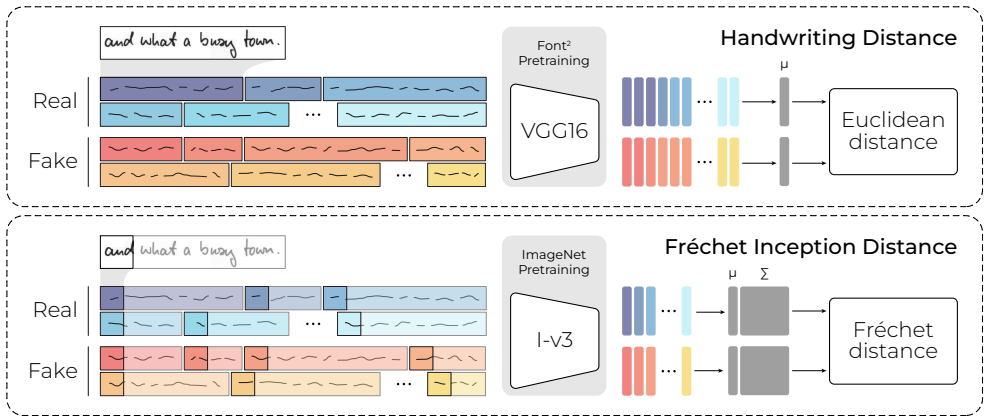 and what a busy town.
Font² Pretraining
Handwriting Distance
Real
Fake
VGG16
...
...
...
...
μ
Euclidean distance
and what a busy town.
ImageNet Pretraining
Fréchet Inception Distance
Real
Fake
I-v3
...
...
...
...
μ
Σ
Fréchet distance